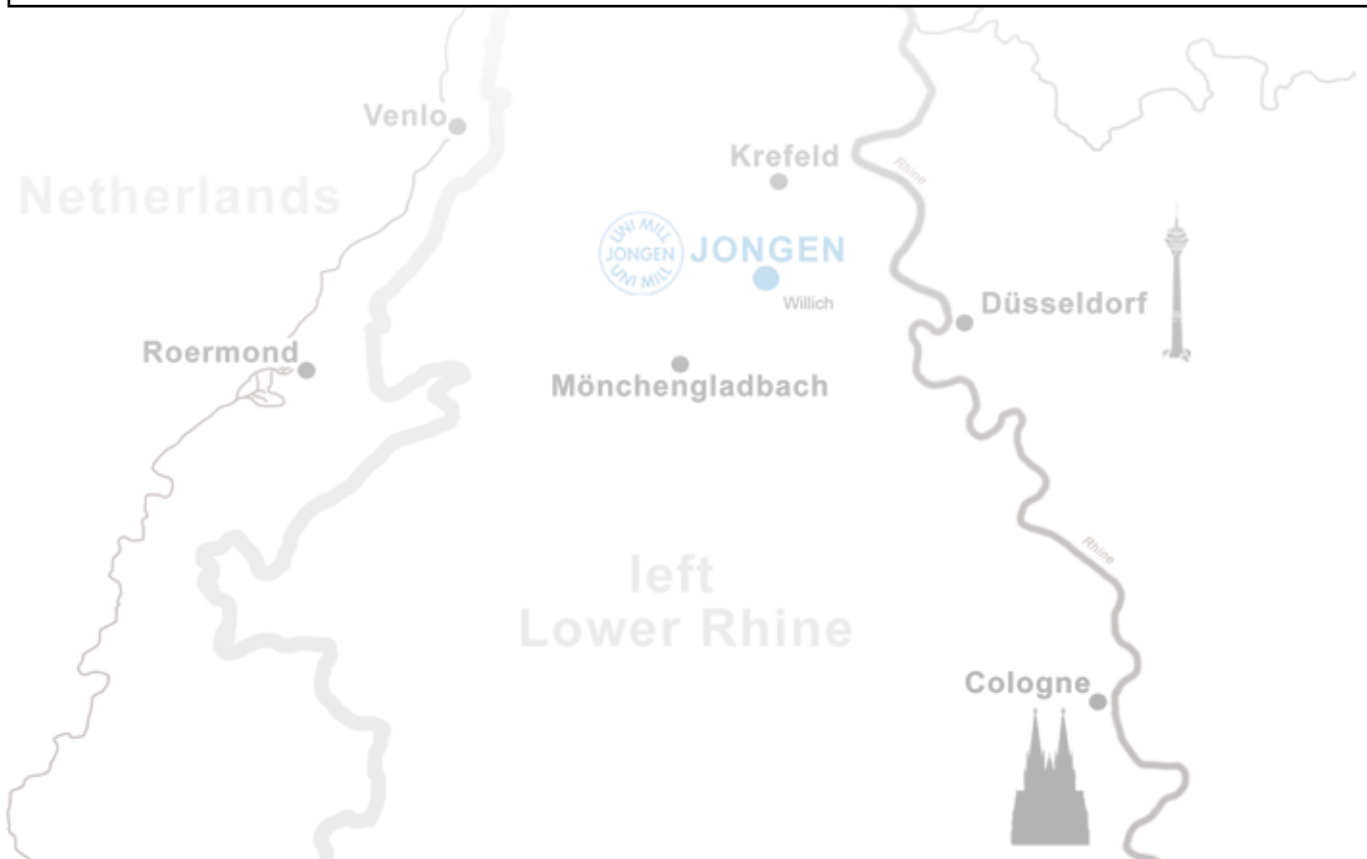 Venlo
Krefeld
Rhine
Netherlands
UNI MILL
JONGEN
UNI MILL
JONGEN
Willich
Düsseldorf
Roermond
Mönchengladbach
Rhine
left
Lower Rhine
Cologne